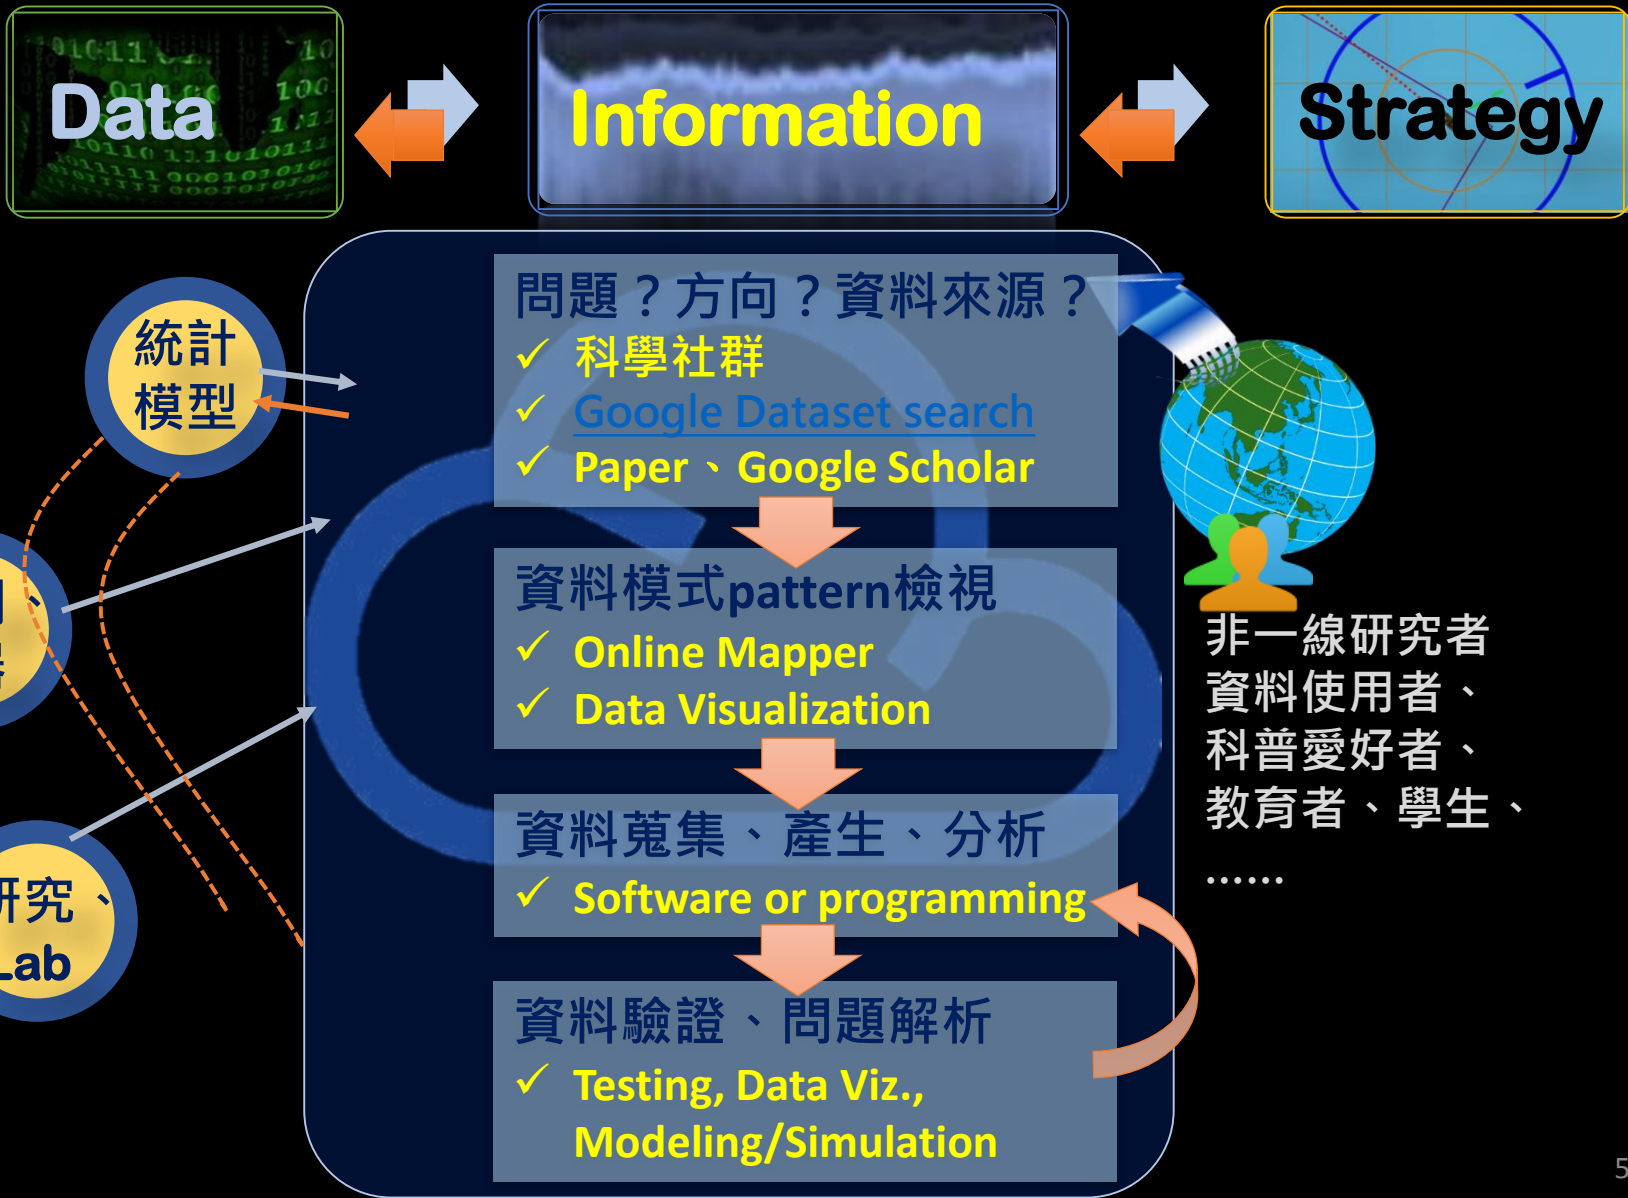 Data
Information
Strategy
問題？方向？資料來源？
✓ 科學社群
✓ Google Dataset search
✓ Paper、Google Scholar
資料模式pattern檢視
✓ Online Mapper
✓ Data Visualization
資料蒐集、產生、分析
✓ Software or programming
資料驗證、問題解析
✓ Testing, Data Viz.,
Modeling/Simulation
統計
模型
研究、
Lab
非一線研究者
資料使用者、
科普愛好者、
教育者、學生、
……
5